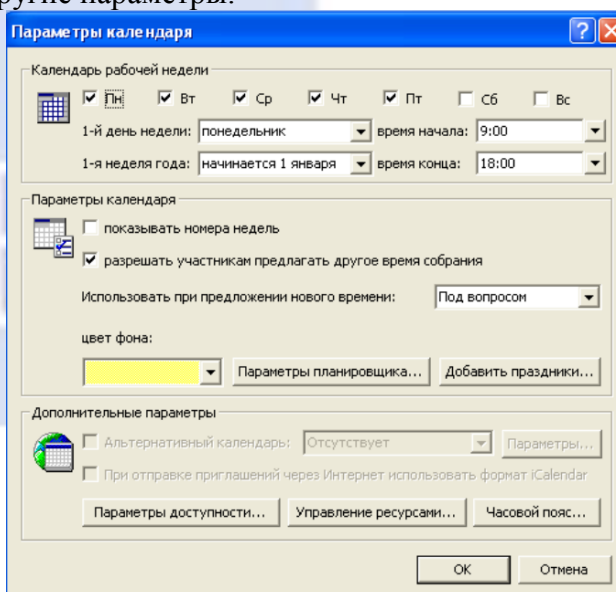 другие параметры.
Параметры календаря
Календарь рабочей недели
Пн Вт Ср Чт Пт Сб Вс
1-й день недели: понедельник время начала: 9:00
1-я неделя года: начинается 1 января время конца: 18:00
Параметры календаря
показывать номера недель
разрешать участникам предлагать другое время собрания
Использовать при предложении нового времени: Под вопросом
цвет фона:
Параметры планировщика... Добавить праздники...
Дополнительные параметры
Альтернативный календарь: Отсутствует Параметры...
При отправке приглашений через Интернет использовать формат iCalendar
Параметры доступности... Управление ресурсами... Часовой пояс...
ОК Отмена